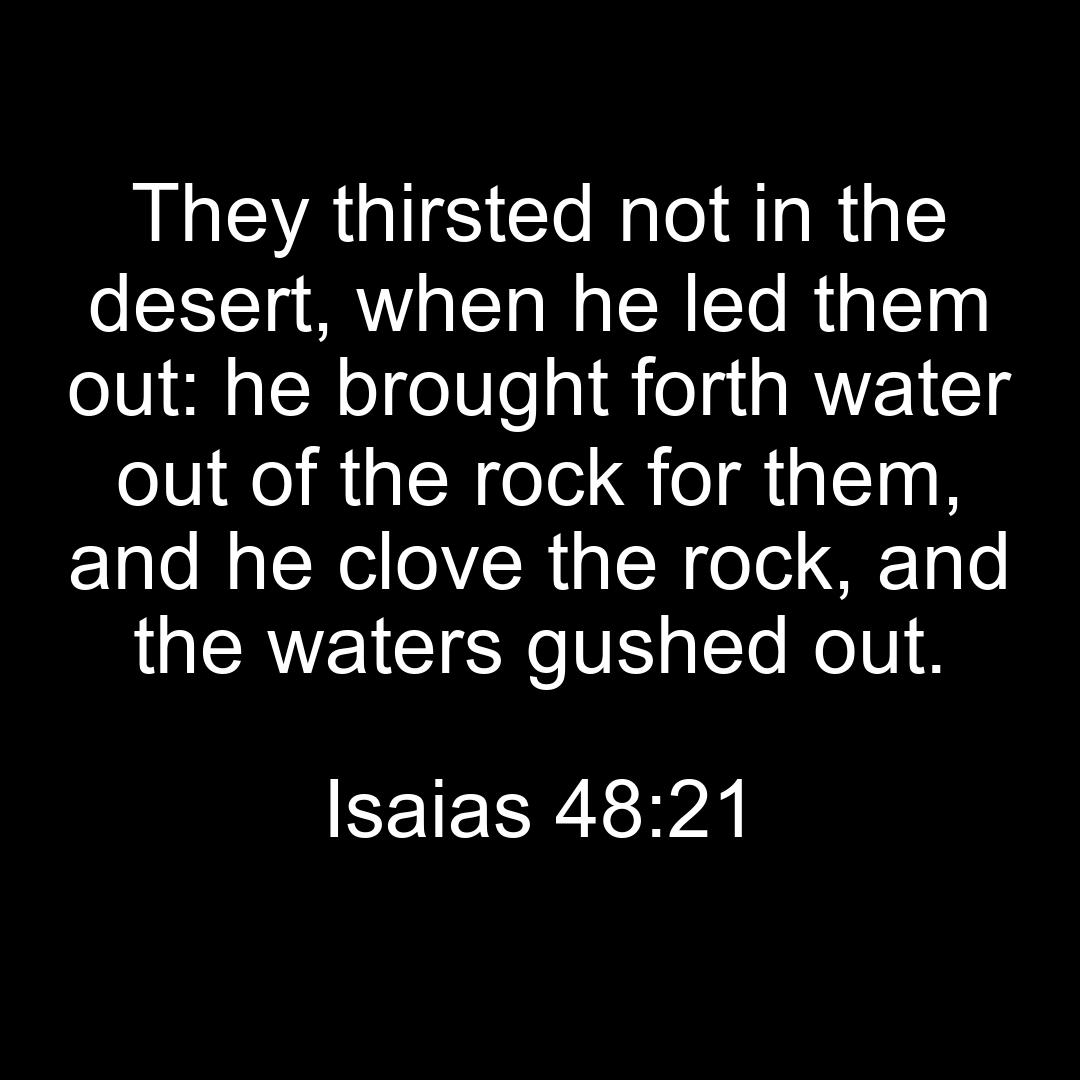 They thirsted not in the
desert, when he led them
out: he brought forth water
out of the rock for them,
and he clove the rock, and
the waters gushed out.
Isaias 48:21